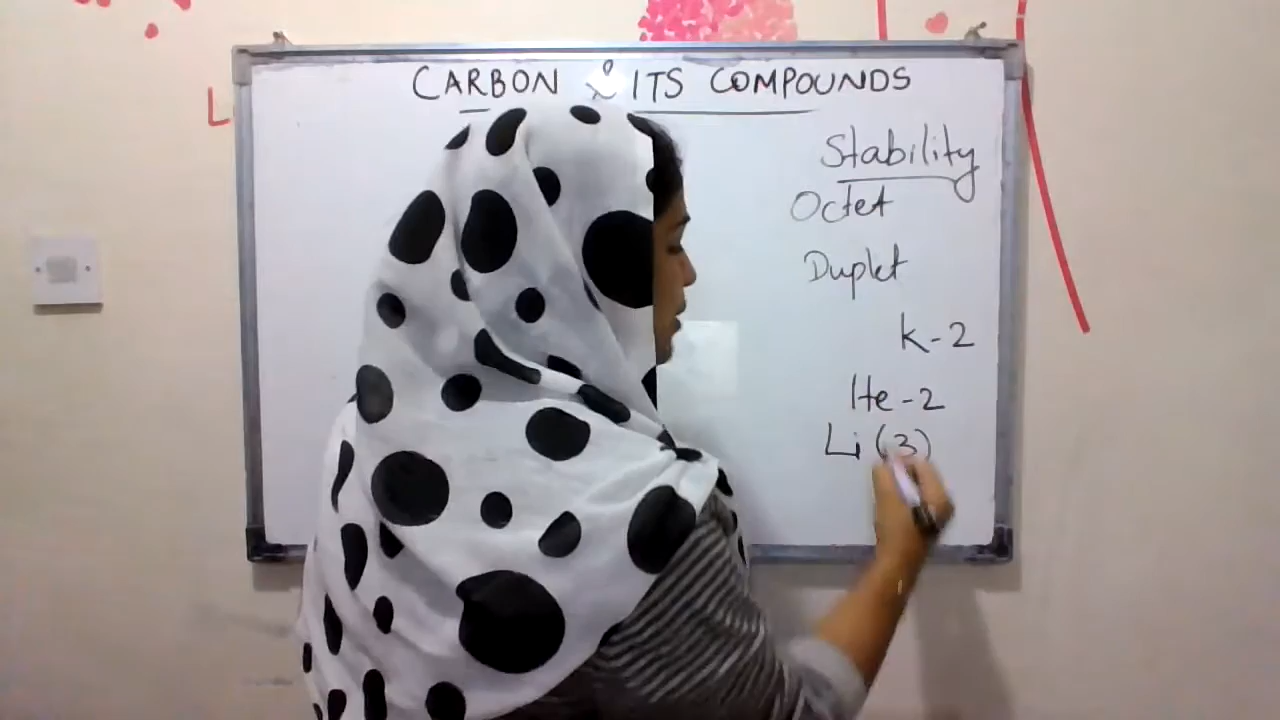 CARBON & ITS COMPOUNDS
Stability
Octet
Duplet
K-2
He-2
Li (3)